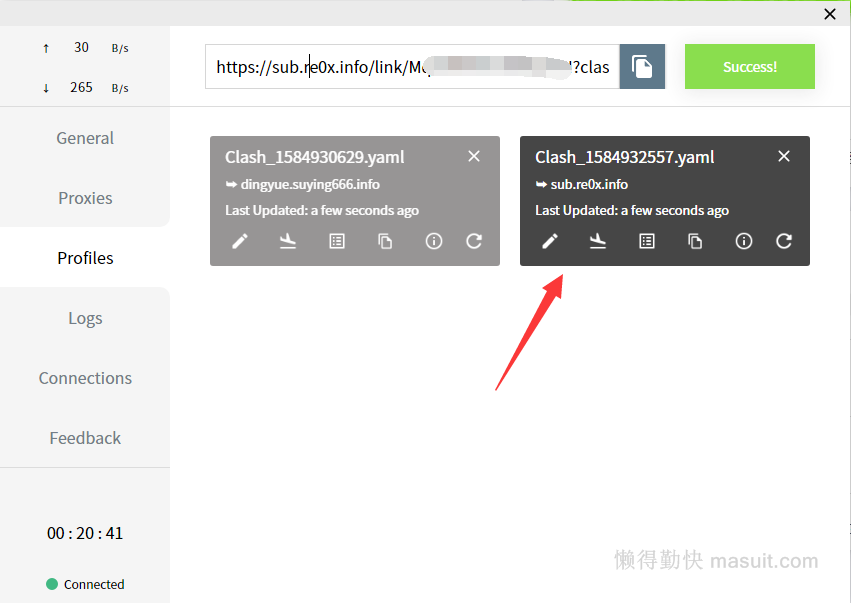 ↑ 30 B/s
↓ 265 B/s
General
Proxies
Profiles
Logs
Connections
Feedback
00 : 20 : 41
Connected
https://sub.re0x.info/link/M
?clas
Success!
Clash_1584930629.yaml
dingyue.suying666.info
Last Updated: a few seconds ago
Clash_1584932557.yaml
sub.re0x.info
Last Updated: a few seconds ago
懒得勤快 masuit.com